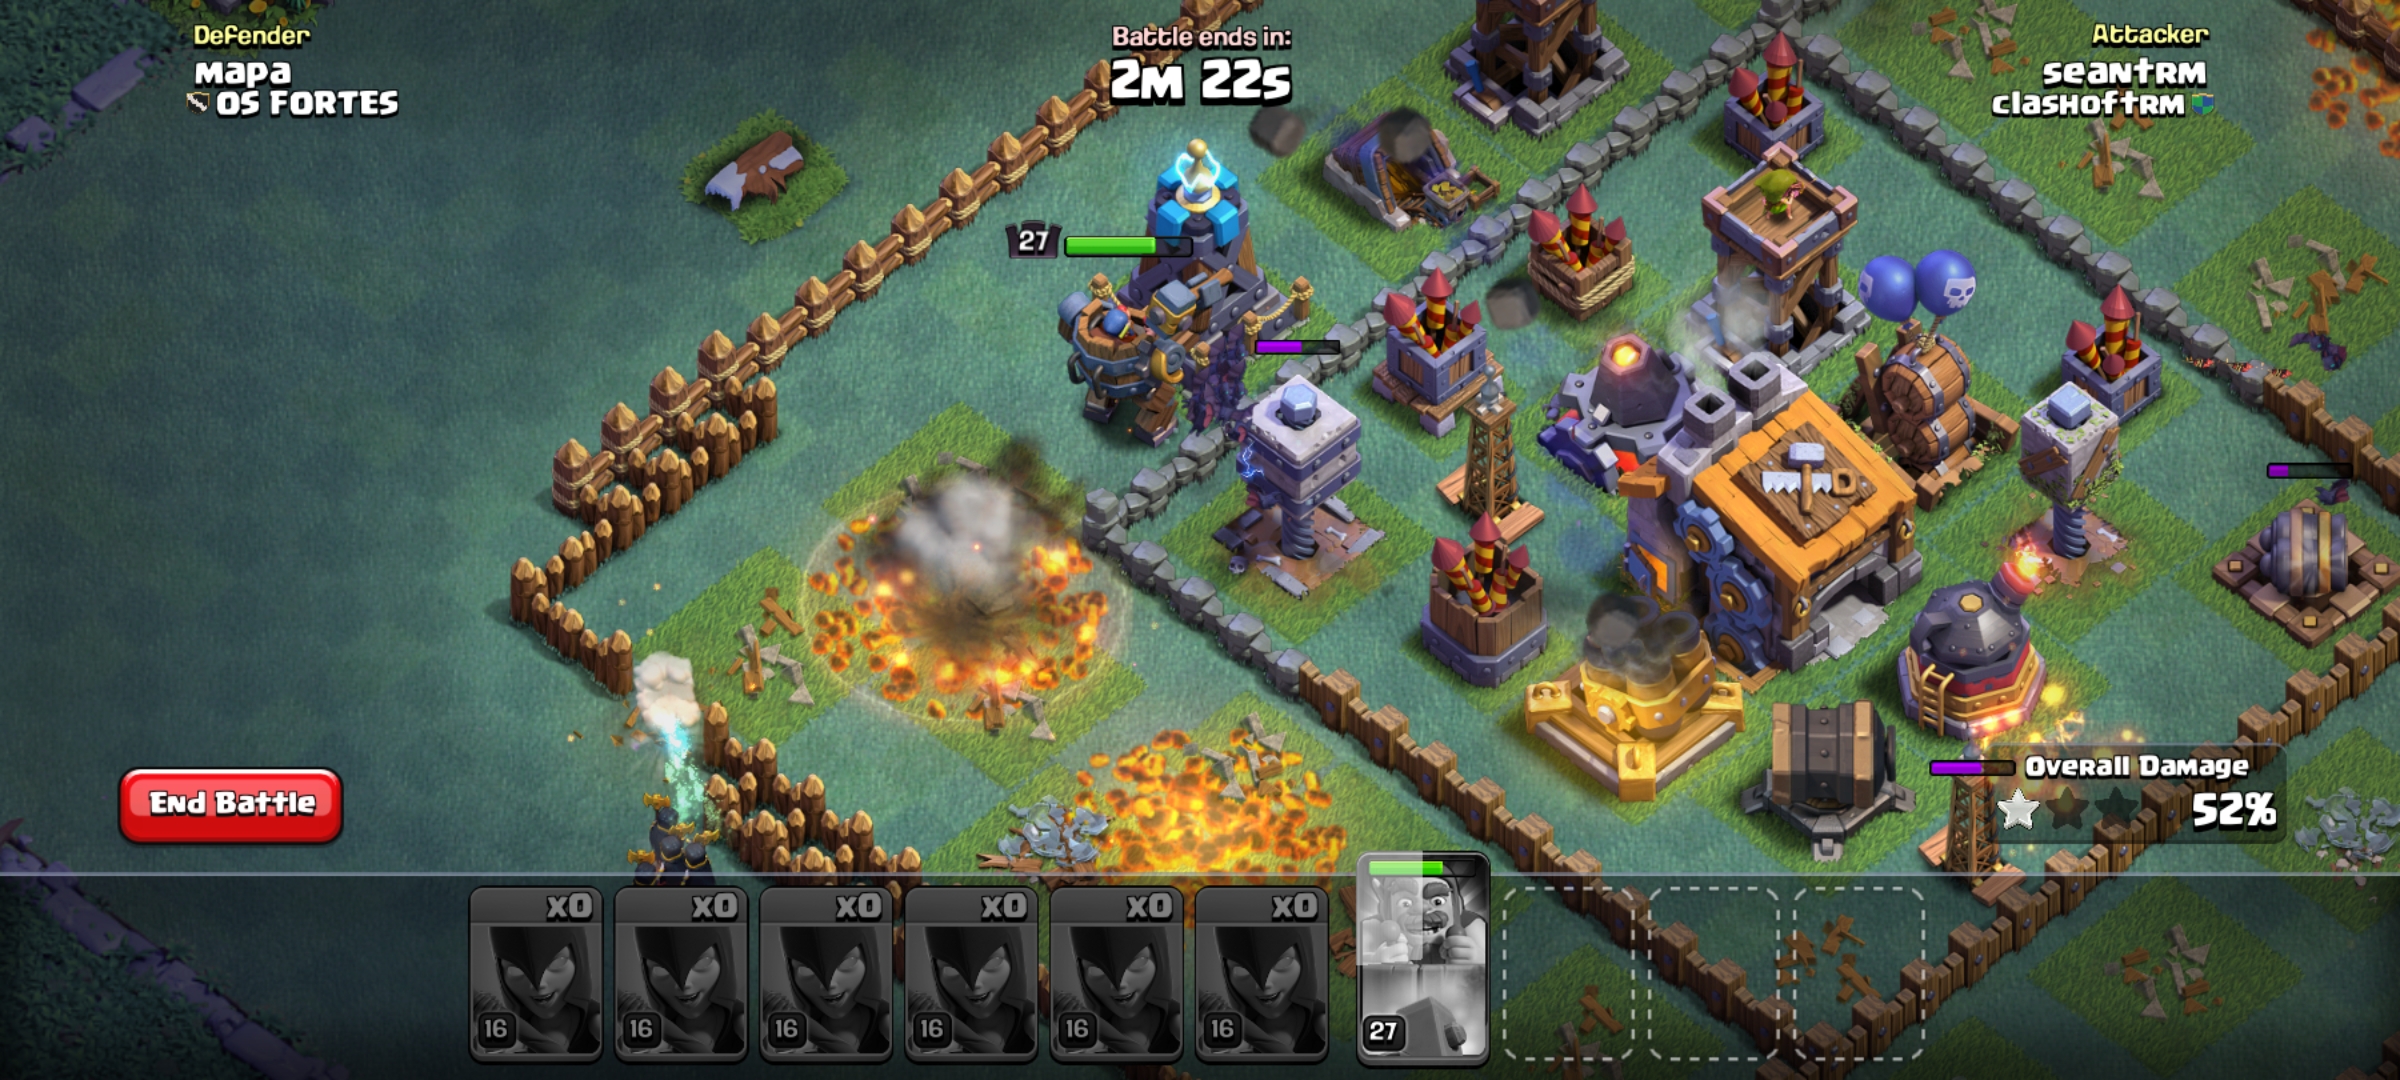 Defender
мара
OS FORTES
Battle ends in:
2M 22s
Attacker
seantRM
clashoftRM
27
End Battle
Overall Damage
52%
x0
x0
x0
x0
x0
x0
16
16
16
16
16
16
27